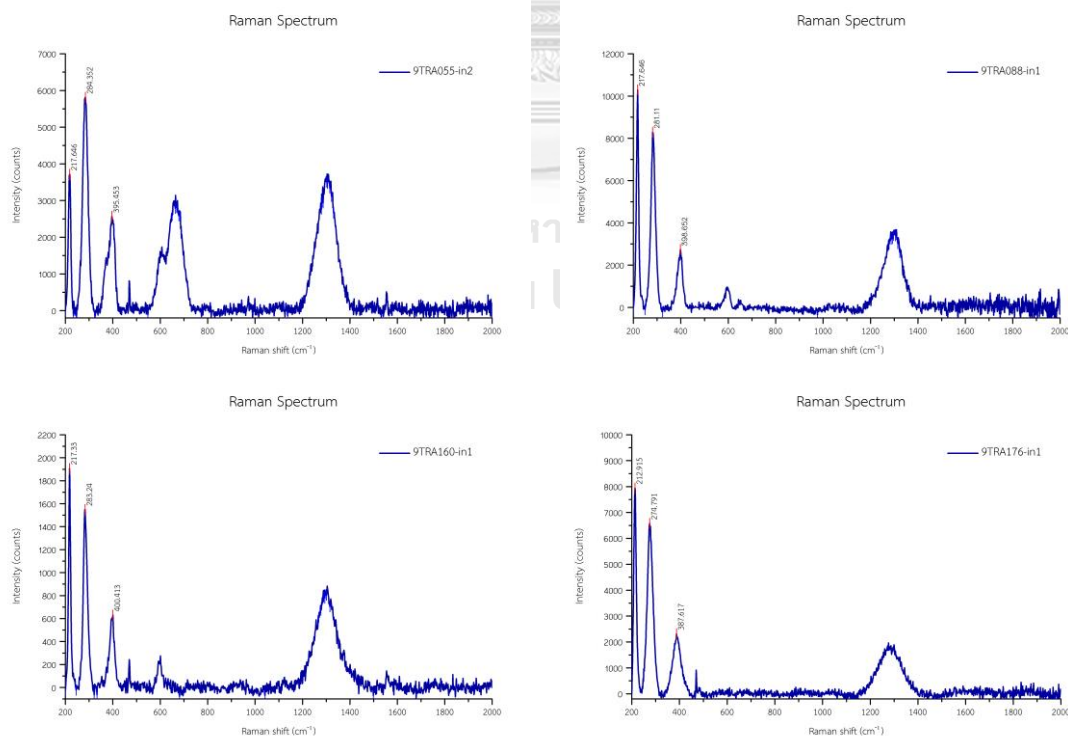 Raman Spectrum
9TRA055-in2
Intensity (counts)
7000
6000
5000
4000
3000
2000
1000
0
217.646
284.352
395.453
200 400 600 800 1000 1200 1400 1600 1800 2000
Raman shift (cm⁻¹)
Raman Spectrum
9TRA088-in1
Intensity (counts)
12000
10000
8000
6000
4000
2000
0
217.646
281.11
398.652
200 400 600 800 1000 1200 1400 1600 1800 2000
Raman shift (cm⁻¹)
Raman Spectrum
9TRA160-in1
Intensity (counts)
2200
2000
1800
1600
1400
1200
1000
800
600
400
200
0
217.33
283.24
400.413
200 400 600 800 1000 1200 1400 1600 1800 2000
Raman shift (cm⁻¹)
Raman Spectrum
9TRA176-in1
Intensity (counts)
10000
9000
8000
7000
6000
5000
4000
3000
2000
1000
0
212.915
274.791
387.617
200 400 600 800 1000 1200 1400 1600 1800 2000
Raman shift (cm⁻¹)